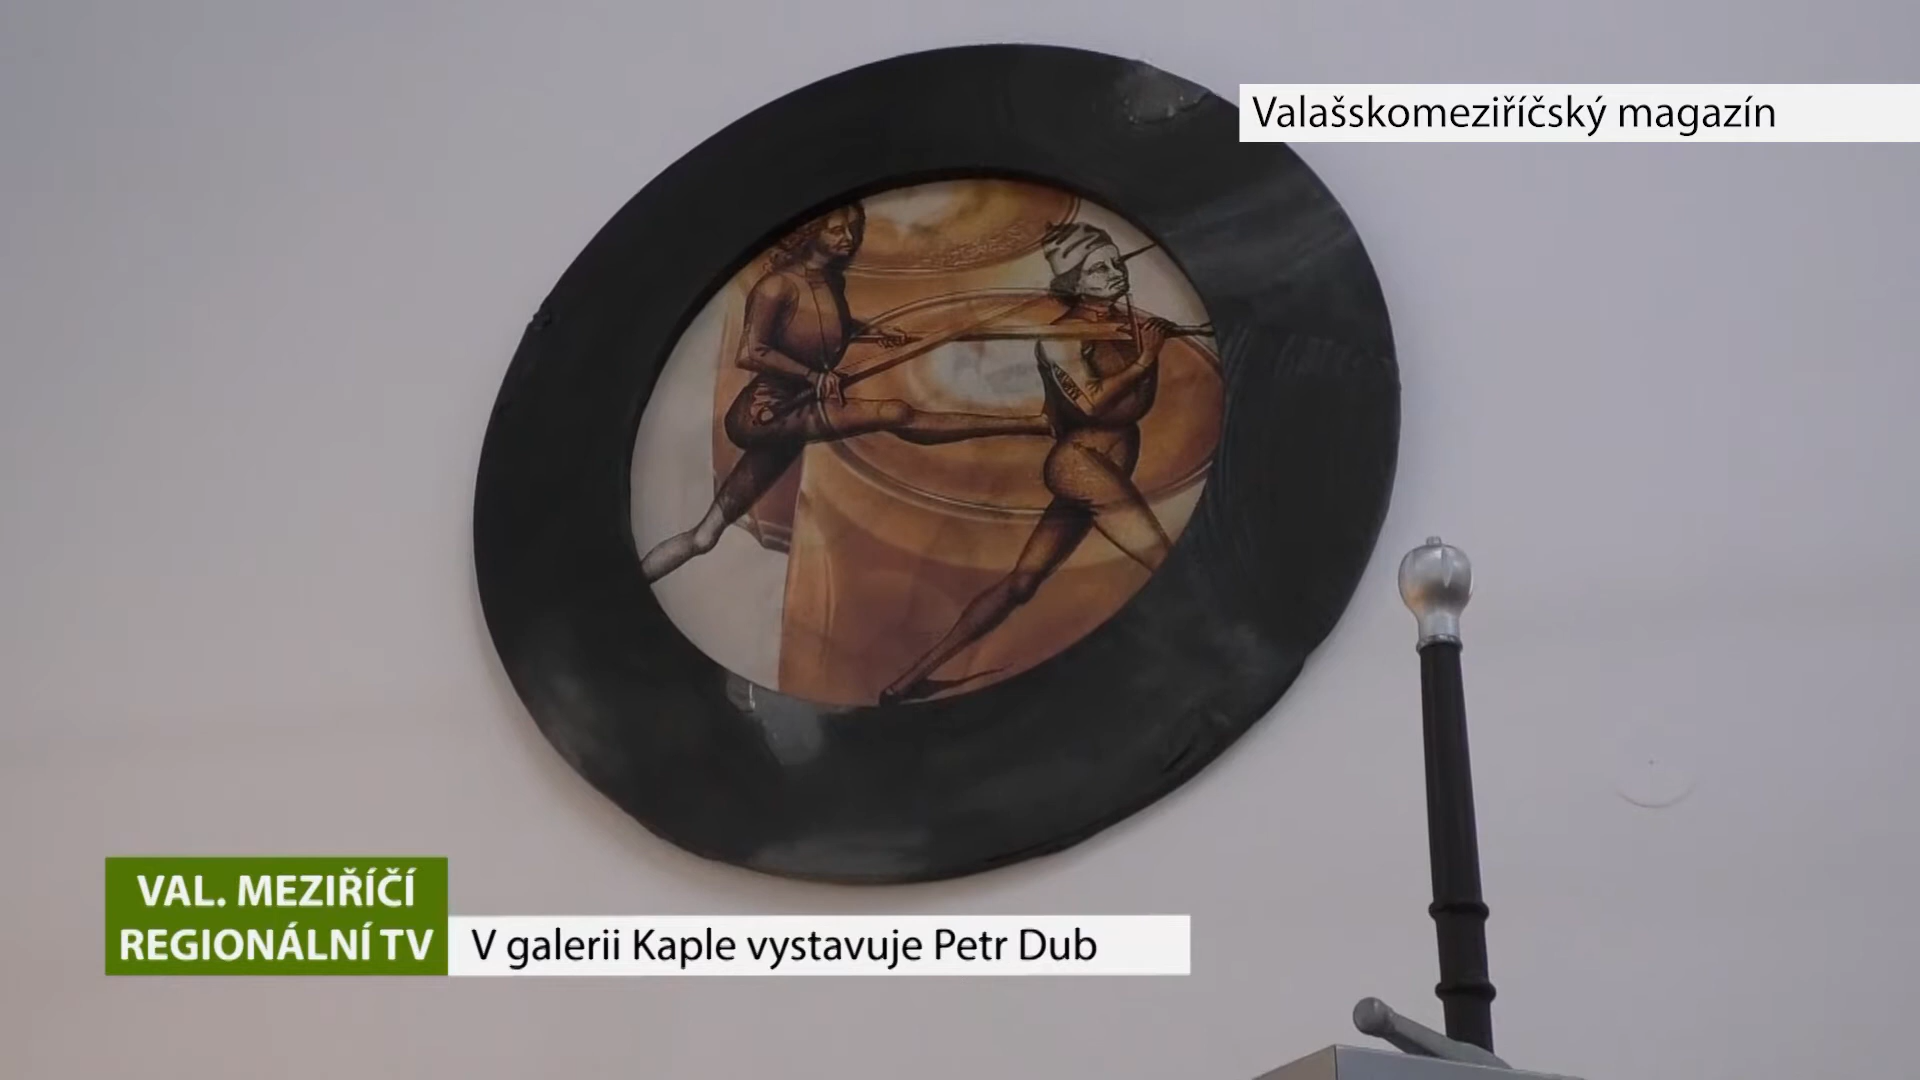 Valašskomeziříčský magazín
VAL. MEZIŘÍČÍ
REGIONÁLNÍ TV
V galerii Kaple vystavuje Petr Dub